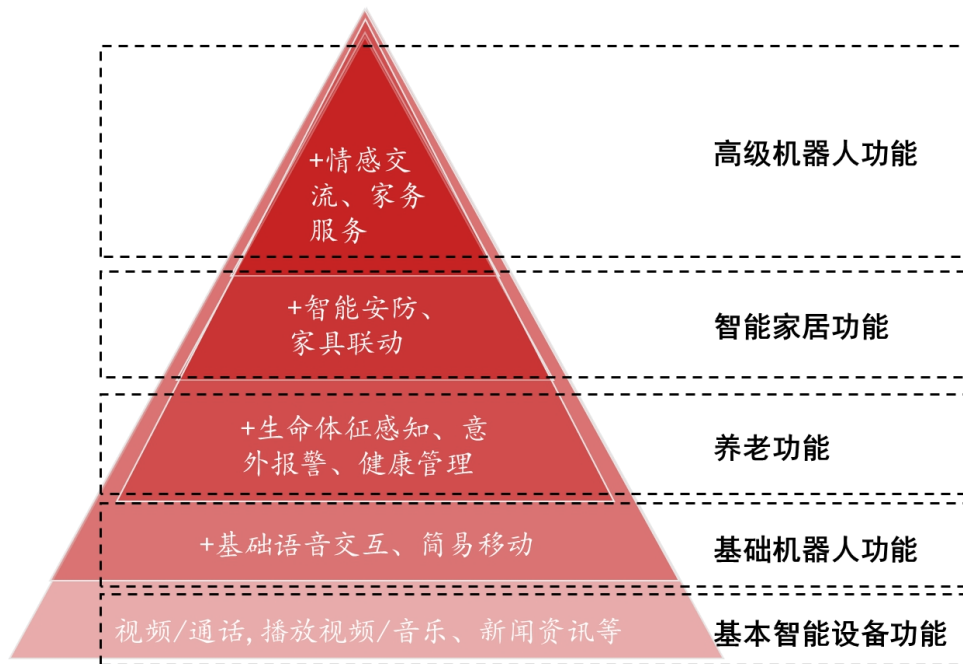 +情感交
流、家务
服务
高级机器人功能
+智能安防、
家具联动
智能家居功能
+生命体征感知、意
外报警、健康管理
养老功能
+基础语音交互、简易移动
基础机器人功能
视频/通话,播放视频/音乐、新闻资讯等
基本智能设备功能